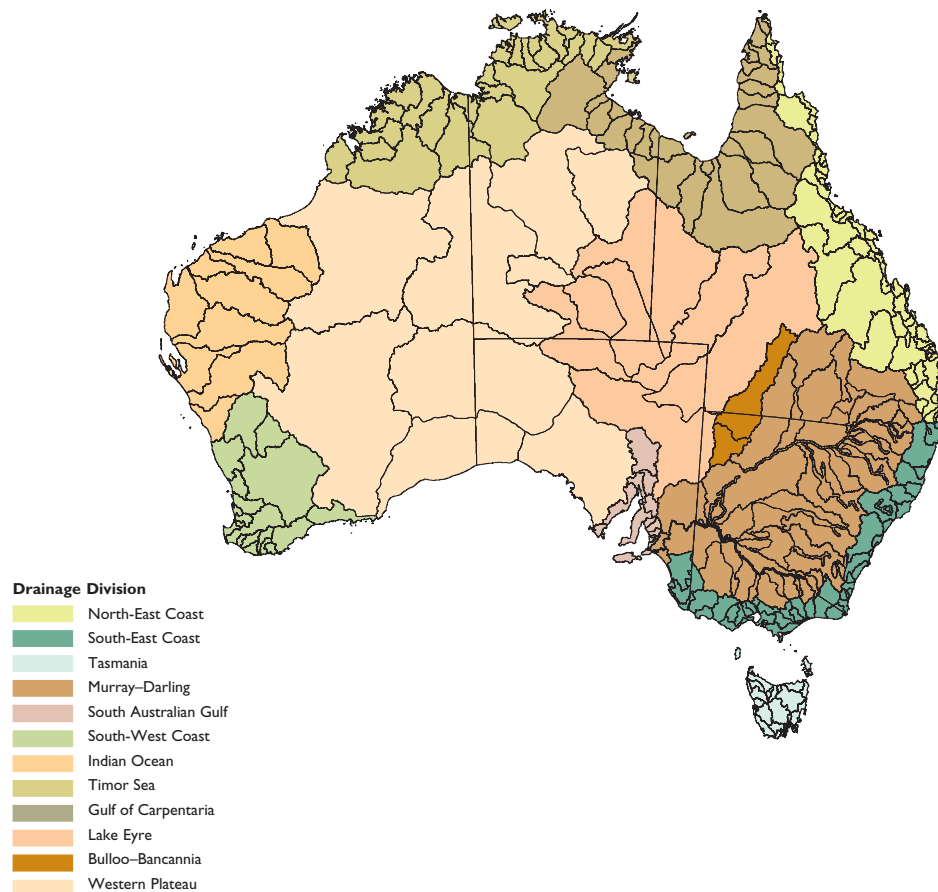 Drainage Division
North-East Coast
South-East Coast
Tasmania
Murray–Darling
South Australian Gulf
South-West Coast
Indian Ocean
Timor Sea
Gulf of Carpentaria
Lake Eyre
Bulloo–Bancannia
Western Plateau